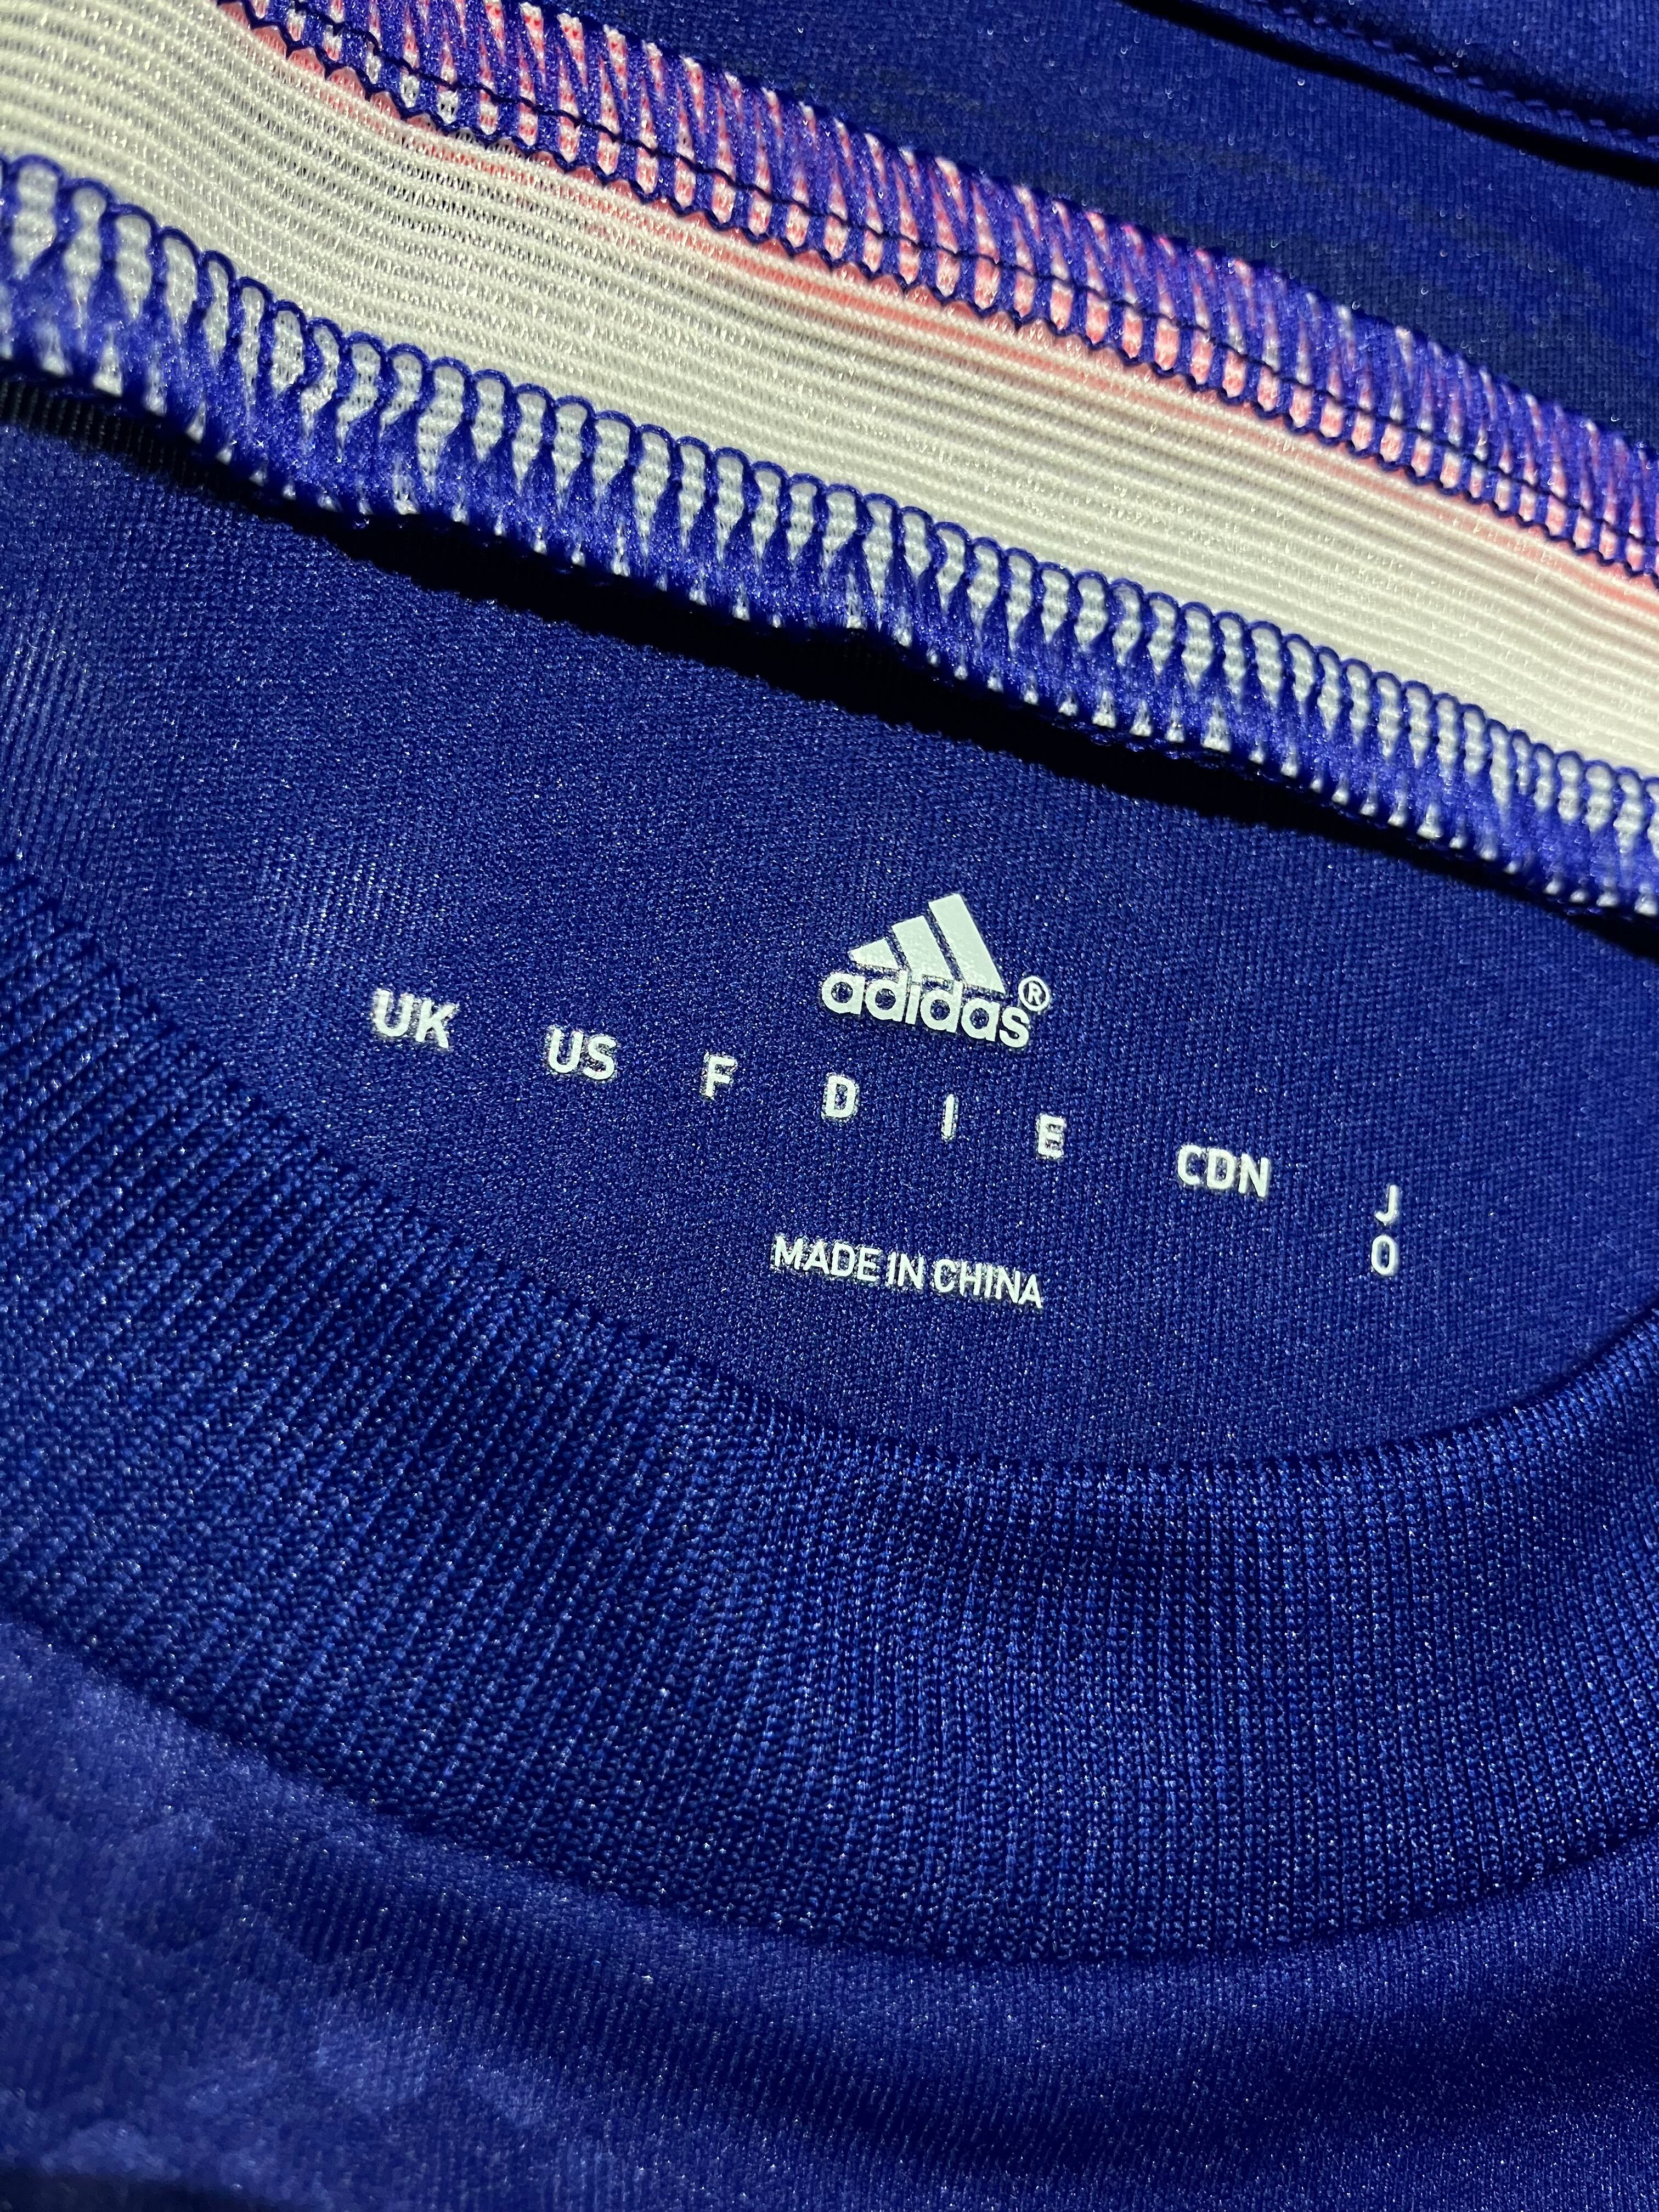 adidas®
UK US F D I E CDN J
O
MADE IN CHINA